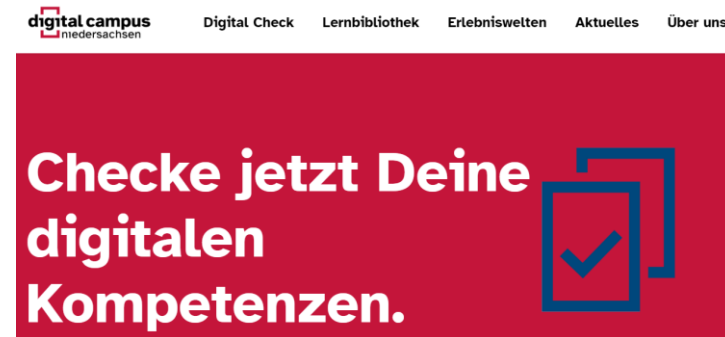 digital campus
niedersachsen
Digital Check Lernbibliothek Erlebniswelten Aktuelles Über uns
Checke jetzt Deine
digitalen
Kompetenzen.